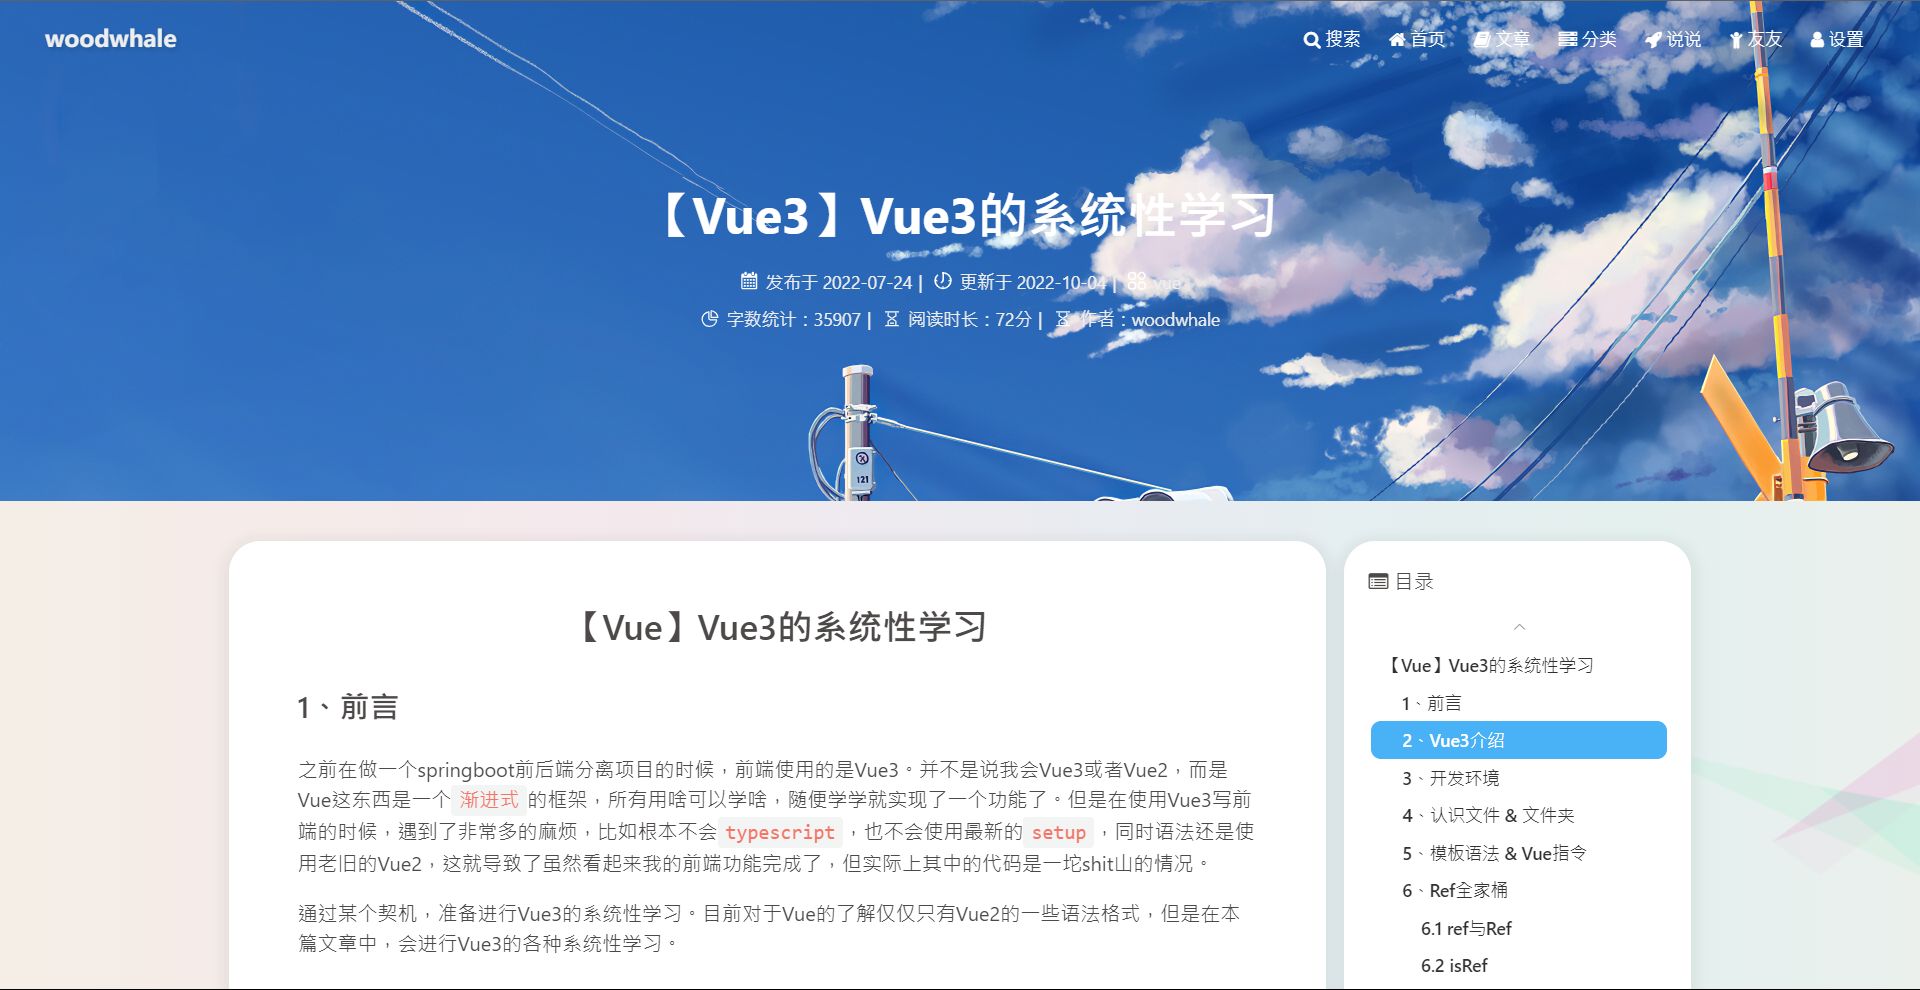 woodwhale
搜索 首页 文章 分类 说说 友友 设置
【Vue3】Vue3的系统性学习
发布于 2022-07-24 | 更新于 2022-10-04 | vue
字数统计：35907 | 阅读时长：72分 | 作者：woodwhale
121
【Vue】Vue3的系统性学习
1、前言
之前在做一个springboot前后端分离项目的时候，前端使用的是Vue3。并不是说我会Vue3或者Vue2，而是
Vue这东西是一个 渐进式 的框架，所有用啥可以学啥，随便学学就实现了一个功能了。但是在使用Vue3写前
端的时候，遇到了非常多的麻烦，比如根本不会 typescript ，也不会使用最新的 setup ，同时语法还是使
用老旧的Vue2，这就导致了虽然看起来我的前端功能完成了，但实际上其中的代码是一坨shit山的情况。
通过某个契机，准备进行Vue3的系统性学习。目前对于Vue的了解仅仅只有Vue2的一些语法格式，但是在本
篇文章中，会进行Vue3的各种系统性学习。
目录
【Vue】Vue3的系统性学习
1、前言
2、Vue3介绍
3、开发环境
4、认识文件 & 文件夹
5、模板语法 & Vue指令
6、Ref全家桶
6.1 ref与Ref
6.2 isRef